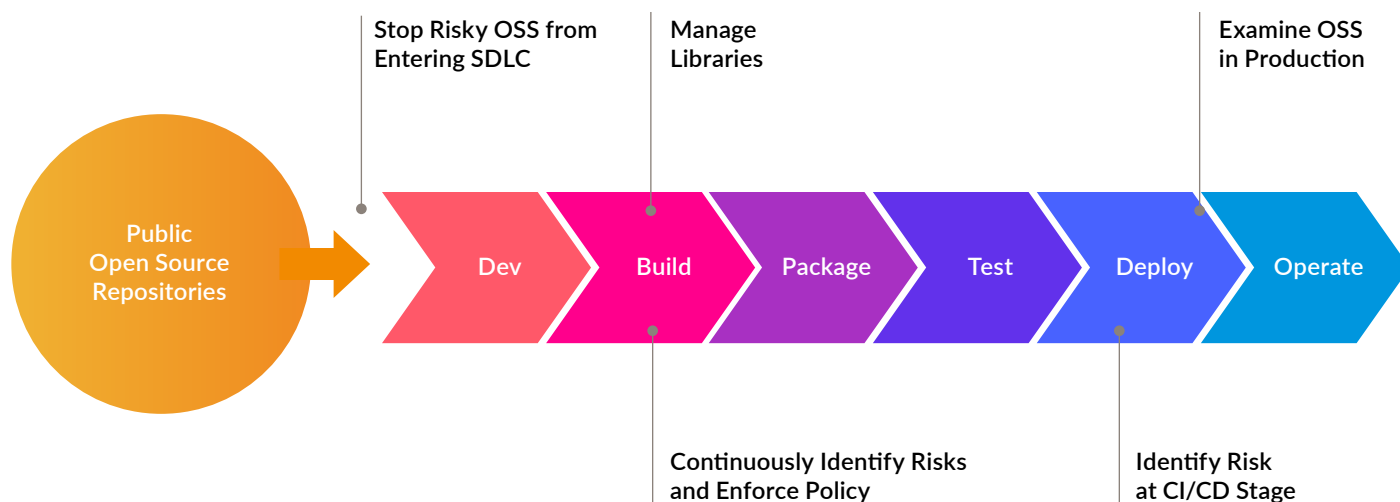 Stop Risky OSS from
Entering SDLC
Manage
Libraries
Examine OSS
in Production
Public
Open Source
Repositories
Dev
Build
Package
Test
Deploy
Operate
Continuously Identify Risks
and Enforce Policy
Identify Risk
at CI/CD Stage